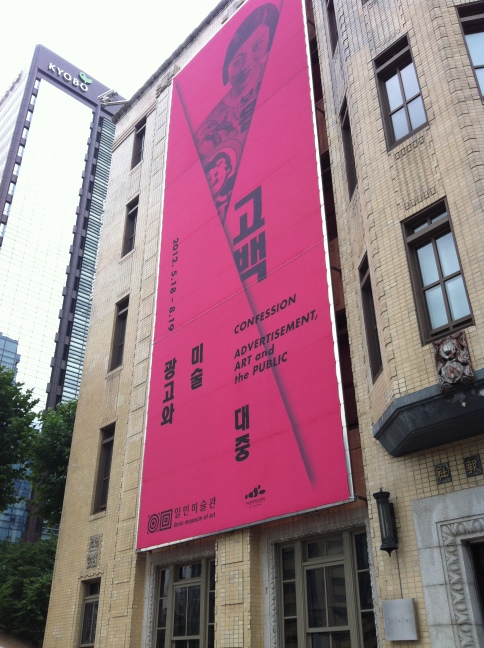 KYOBO
고백
CONFESSION
ADVERTISEMENT,
ART and
the PUBLIC
2012. 5.18 - 8.19
광고와
미술
대중
일민미술관
ilmin museum of art